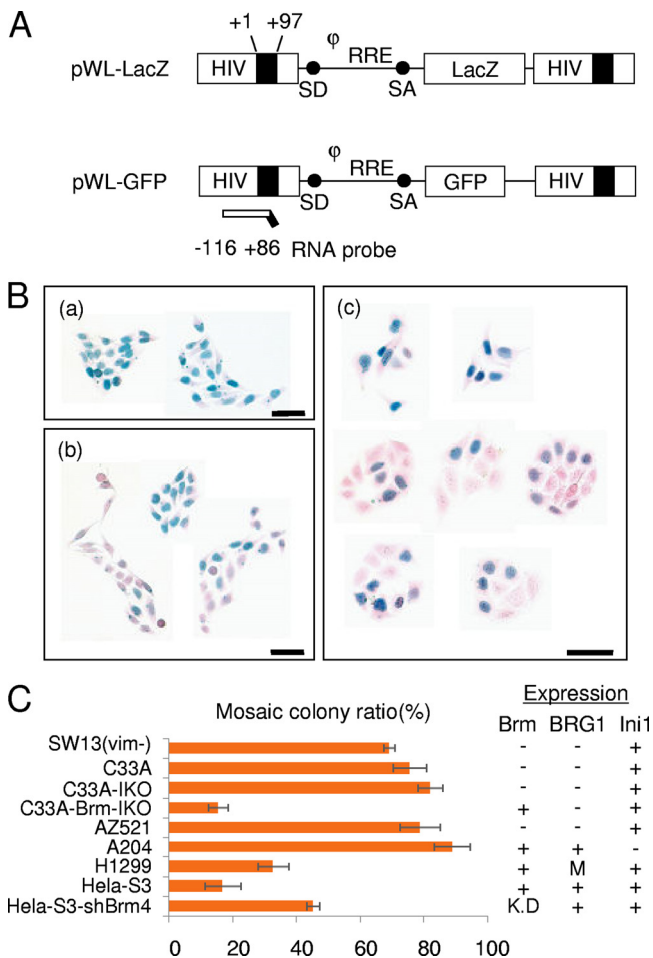 A
+1 +97
pWL-LacZ HIV SD φ RRE SA LacZ HIV
pWL-GFP HIV SD φ RRE SA GFP HIV
-116 +86 RNA probe
B
(a)
(b)
(c)
C
Mosaic colony ratio(%)
Expression
Brm BRG1 Ini1
SW13(vim-) - - +
C33A - - +
C33A-IKO - - +
C33A-Brm-IKO + - +
AZ521 - - +
A204 + + -
H1299 + M +
Hela-S3 + + +
Hela-S3-shBrm4 K.D + +
0 20 40 60 80 100